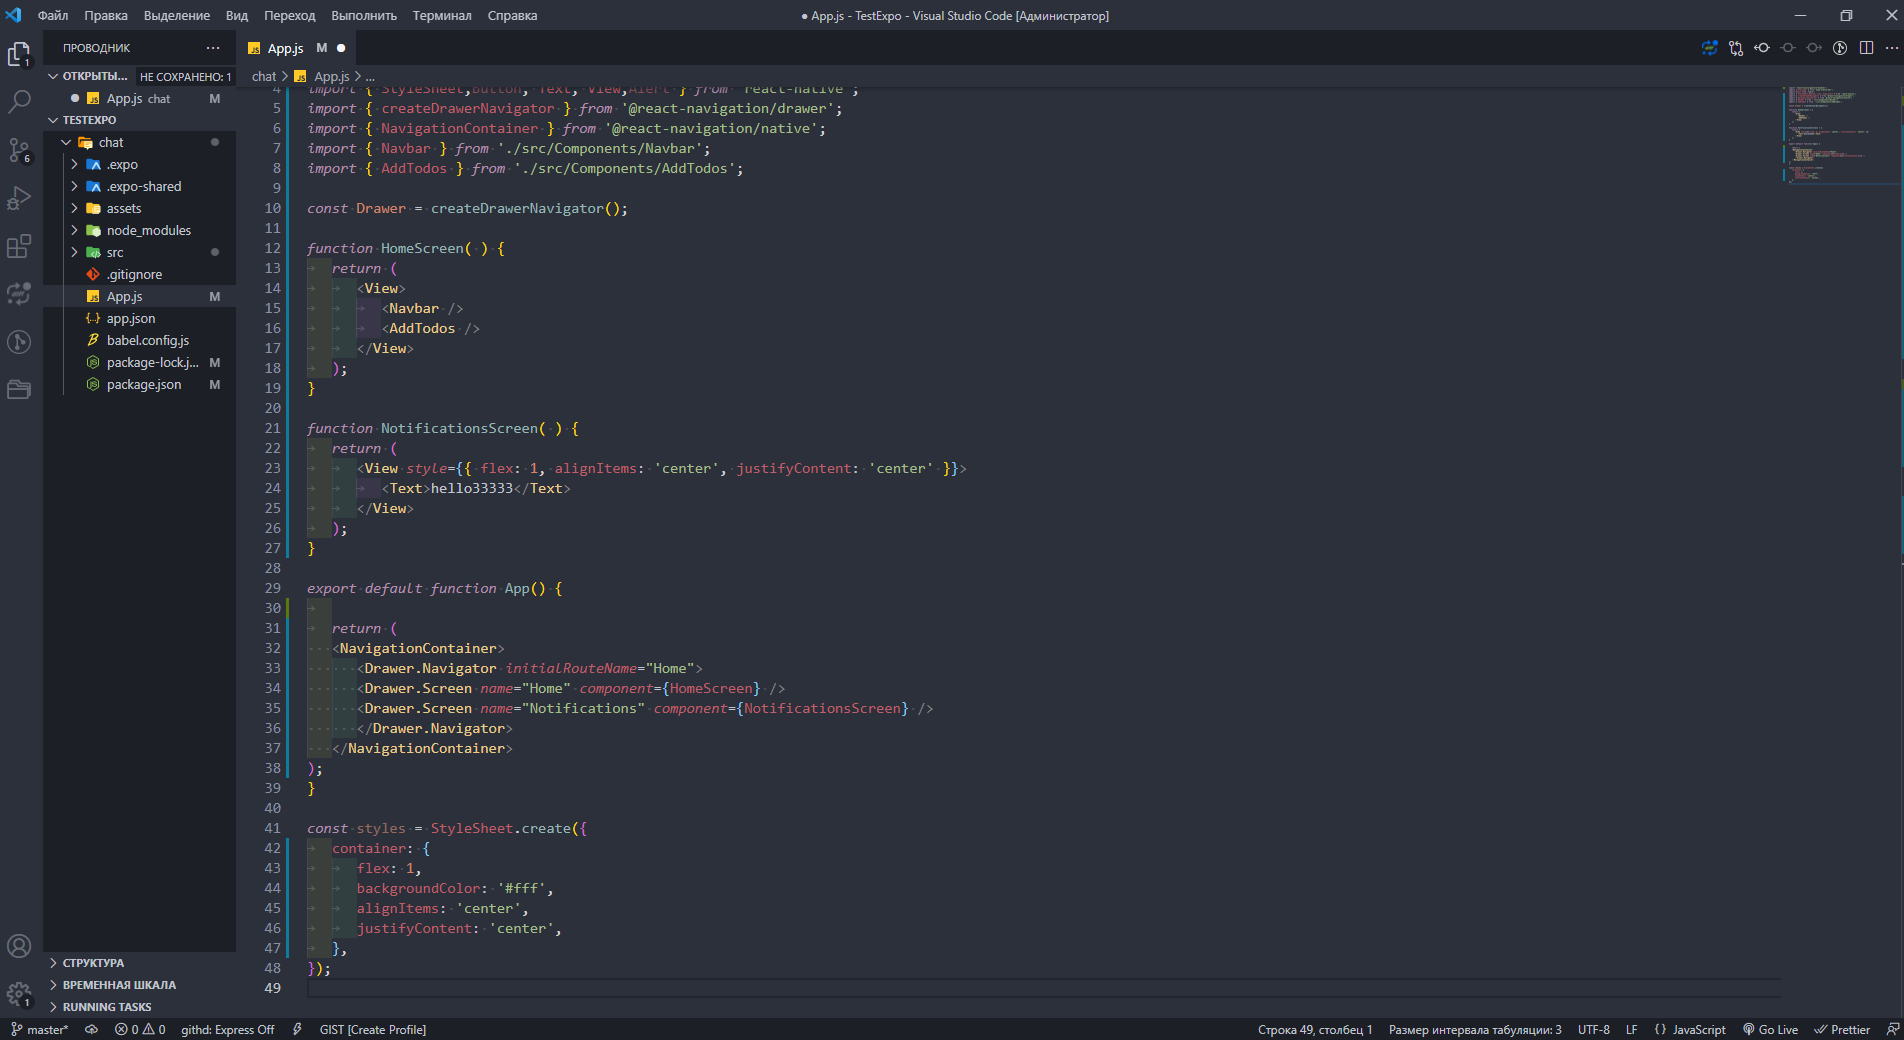 Файл Правка Выделение Вид Переход Выполнить Терминал Справка
● App.js - TestExpo - Visual Studio Code [Администратор]
ПРОВОДНИК ···
ОТКРЫТЫ... НЕ СОХРАНЕНО: 1
● App.js chat M
TESTEXPO
chat
.expo
.expo-shared
assets
node_modules
src
.gitignore
App.js M
app.json
babel.config.js
package-lock.j... M
package.json M
СТРУКТУРА
ВРЕМЕННАЯ ШКАЛА
RUNNING TASKS
1
6
1
JS App.js M ●
chat > JS App.js > ...
4 import { StyleSheet,Button, Text, View,Alert } from 'react-native';
5 import { createDrawerNavigator } from '@react-navigation/drawer';
6 import { NavigationContainer } from '@react-navigation/native';
7 import { Navbar } from './src/Components/Navbar';
8 import { AddTodos } from './src/Components/AddTodos';
9
10 const Drawer = createDrawerNavigator();
11
12 function HomeScreen( ) {
13 return (
14 <View>
15 <Navbar />
16 <AddTodos />
17 </View>
18 );
19 }
20
21 function NotificationsScreen( ) {
22 return (
23 <View style={{ flex: 1, alignItems: 'center', justifyContent: 'center' }}>
24 <Text>hello33333</Text>
25 </View>
26 );
27 }
28
29 export default function App() {
30
31 return (
32 <NavigationContainer>
33 <Drawer.Navigator initialRouteName="Home">
34 <Drawer.Screen name="Home" component={HomeScreen} />
35 <Drawer.Screen name="Notifications" component={NotificationsScreen} />
36 </Drawer.Navigator>
37 </NavigationContainer>
38 );
39 }
40
41 const styles = StyleSheet.create({
42 container: {
43 flex: 1,
44 backgroundColor: '#fff',
45 alignItems: 'center',
46 justifyContent: 'center',
47 },
48 });
49
master* 0 0 githd: Express Off GIST [Create Profile] Строка 49, столбец 1 Размер интервала табуляции: 3 UTF-8 LF {} JavaScript Go Live Prettier